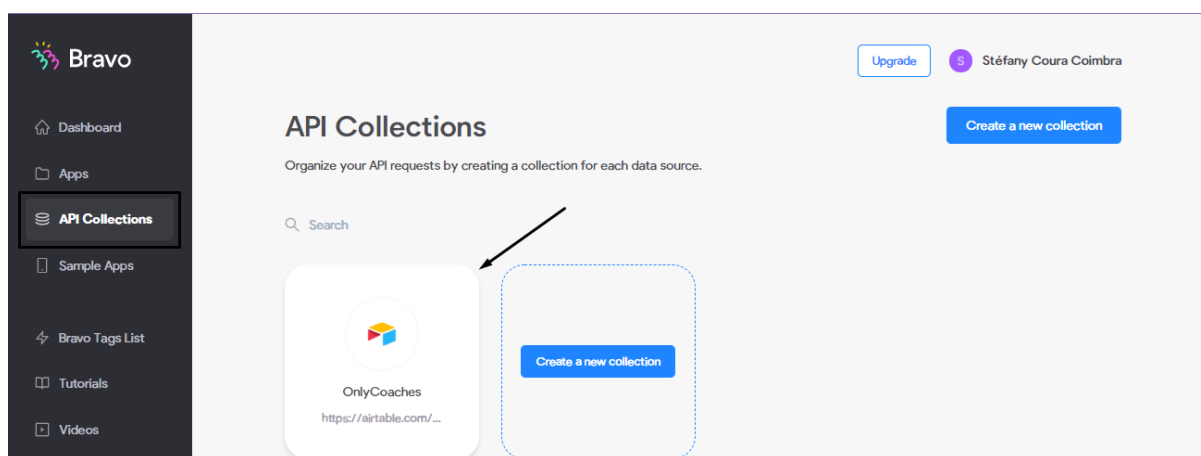 Bravo
Upgrade
S
Stéfany Coura Coimbra
Dashboard
Apps
API Collections
Sample Apps
Bravo Tags List
Tutorials
Videos
API Collections
Create a new collection
Organize your API requests by creating a collection for each data source.
Search
OnlyCoaches
https://airtable.com/...
Create a new collection